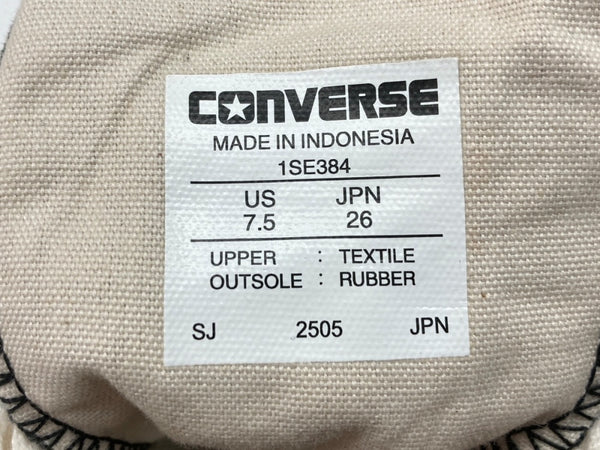 CONVERSE
MADE IN INDONESIA
1SE384
US JPN
7.5 26
UPPER : TEXTILE
OUTSOLE : RUBBER
SJ 2505 JPN